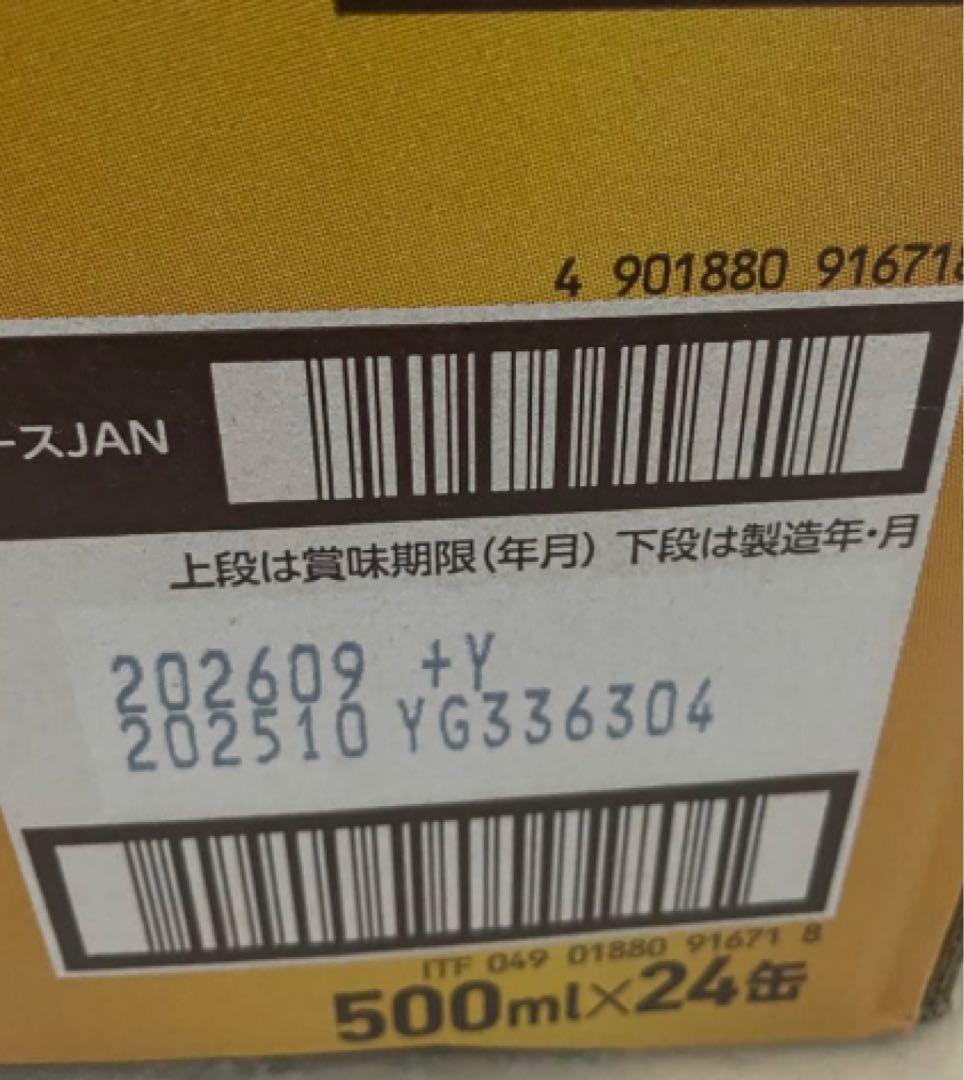 4 901880 916718
ースJAN
上段は賞味期限(年月) 下段は製造年・月
202609 +Y
202510 YG336304
ITF 049 01880 91671 8
500ml×24缶